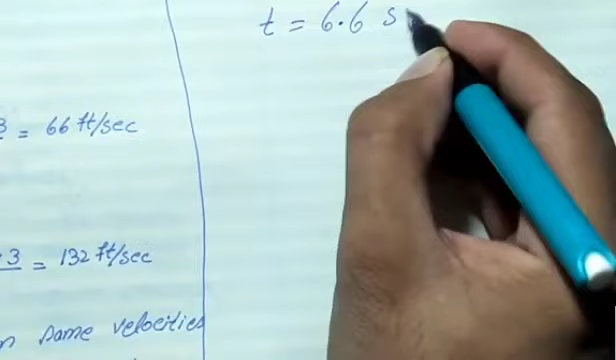 t = 6.6 s
= 66 ft/sec
3 = 132 ft/sec
same velocities